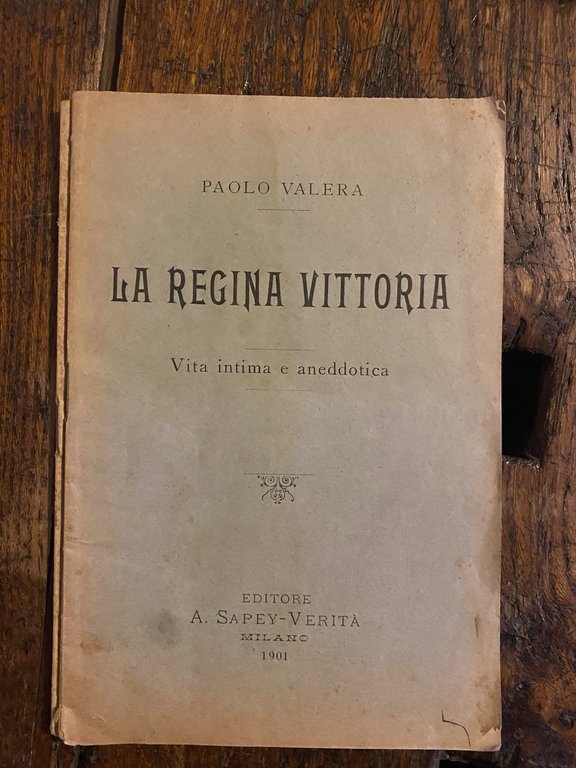 PAOLO VALERA
LA REGINA VITTORIA
Vita intima e aneddotica
EDITORE
A. SAPEY-VERITÀ
MILANO
1901